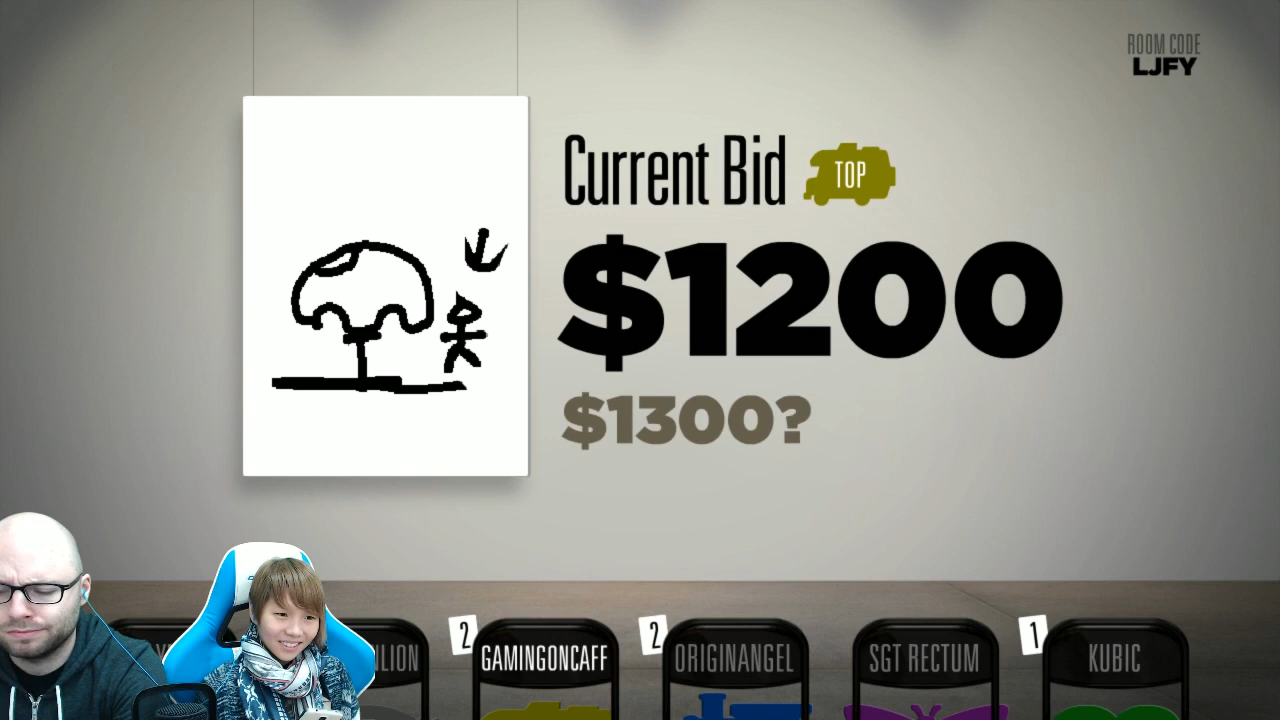 ROOM CODE
LJFY
Current Bid TOP
$1200
$1300?
2 GAMINGONCAFF
2 ORIGINANGEL
SGT RECTUM
1 KUBIC